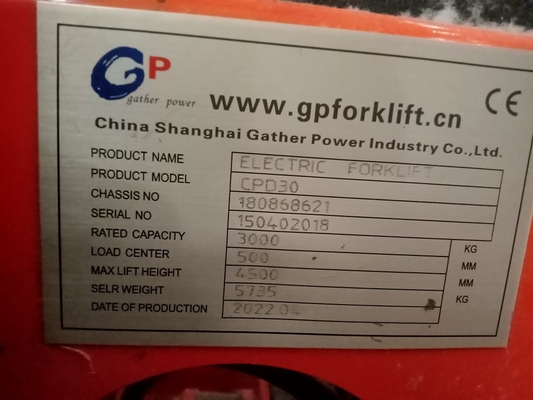 GP
gather power
www.gpforklift.cn
CE
China Shanghai Gather Power Industry Co.,Ltd.
PRODUCT NAME ELECTRIC FORKLIFT
PRODUCT MODEL CPD30
CHASSIS NO 180868621
SERIAL NO 150402018
RATED CAPACITY 3000 KG
LOAD CENTER 500 MM
MAX LIFT HEIGHT 4500 MM
SELR WEIGHT 5735 KG
DATE OF PRODUCTION 2022.04